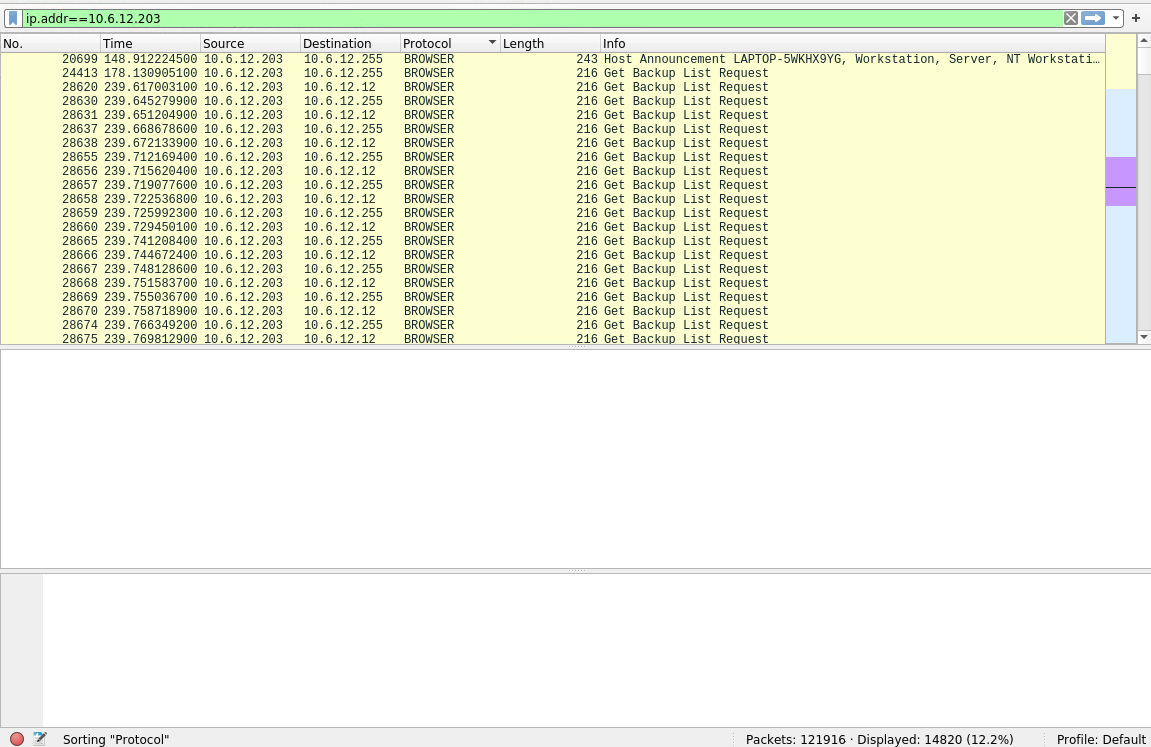 ip.addr==10.6.12.203
No. Time Source Destination Protocol Length Info
20699 148.912224500 10.6.12.203 10.6.12.255 BROWSER 243 Host Announcement LAPTOP-5WKHX9YG, Workstation, Server, NT Workstati…
24413 178.130905100 10.6.12.203 10.6.12.255 BROWSER 216 Get Backup List Request
28620 239.617003100 10.6.12.203 10.6.12.12 BROWSER 216 Get Backup List Request
28630 239.645279900 10.6.12.203 10.6.12.255 BROWSER 216 Get Backup List Request
28631 239.651204900 10.6.12.203 10.6.12.12 BROWSER 216 Get Backup List Request
28637 239.668678600 10.6.12.203 10.6.12.255 BROWSER 216 Get Backup List Request
28638 239.672133900 10.6.12.203 10.6.12.12 BROWSER 216 Get Backup List Request
28655 239.712169400 10.6.12.203 10.6.12.255 BROWSER 216 Get Backup List Request
28656 239.715620400 10.6.12.203 10.6.12.12 BROWSER 216 Get Backup List Request
28657 239.719077600 10.6.12.203 10.6.12.255 BROWSER 216 Get Backup List Request
28658 239.722536800 10.6.12.203 10.6.12.12 BROWSER 216 Get Backup List Request
28659 239.725992300 10.6.12.203 10.6.12.255 BROWSER 216 Get Backup List Request
28660 239.729450100 10.6.12.203 10.6.12.12 BROWSER 216 Get Backup List Request
28665 239.741208400 10.6.12.203 10.6.12.255 BROWSER 216 Get Backup List Request
28666 239.744672400 10.6.12.203 10.6.12.12 BROWSER 216 Get Backup List Request
28667 239.748128600 10.6.12.203 10.6.12.255 BROWSER 216 Get Backup List Request
28668 239.751583700 10.6.12.203 10.6.12.12 BROWSER 216 Get Backup List Request
28669 239.755036700 10.6.12.203 10.6.12.255 BROWSER 216 Get Backup List Request
28670 239.758718900 10.6.12.203 10.6.12.12 BROWSER 216 Get Backup List Request
28674 239.766349200 10.6.12.203 10.6.12.255 BROWSER 216 Get Backup List Request
28675 239.769812900 10.6.12.203 10.6.12.12 BROWSER 216 Get Backup List Request
Sorting "Protocol" Packets: 121916 · Displayed: 14820 (12.2%) Profile: Default